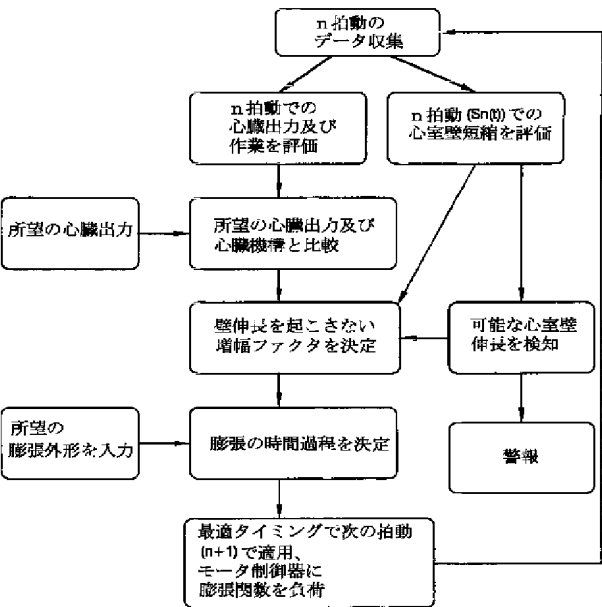 n 拍動の
データ収集
n 拍動での
心臓出力及び
作業を評価
n 拍動 (Sn(t)) での
心室壁短縮を評価
所望の心臓出力
所望の心臓出力及び
心臓機構と比較
壁伸長を起こさない
増幅ファクタを決定
可能な心室壁
伸長を検知
所望の
膨張外形を入力
膨張の時間過程を決定
警報
最適タイミングで次の拍動
(n+1) で適用、
モータ制御器に
膨張関数を負荷